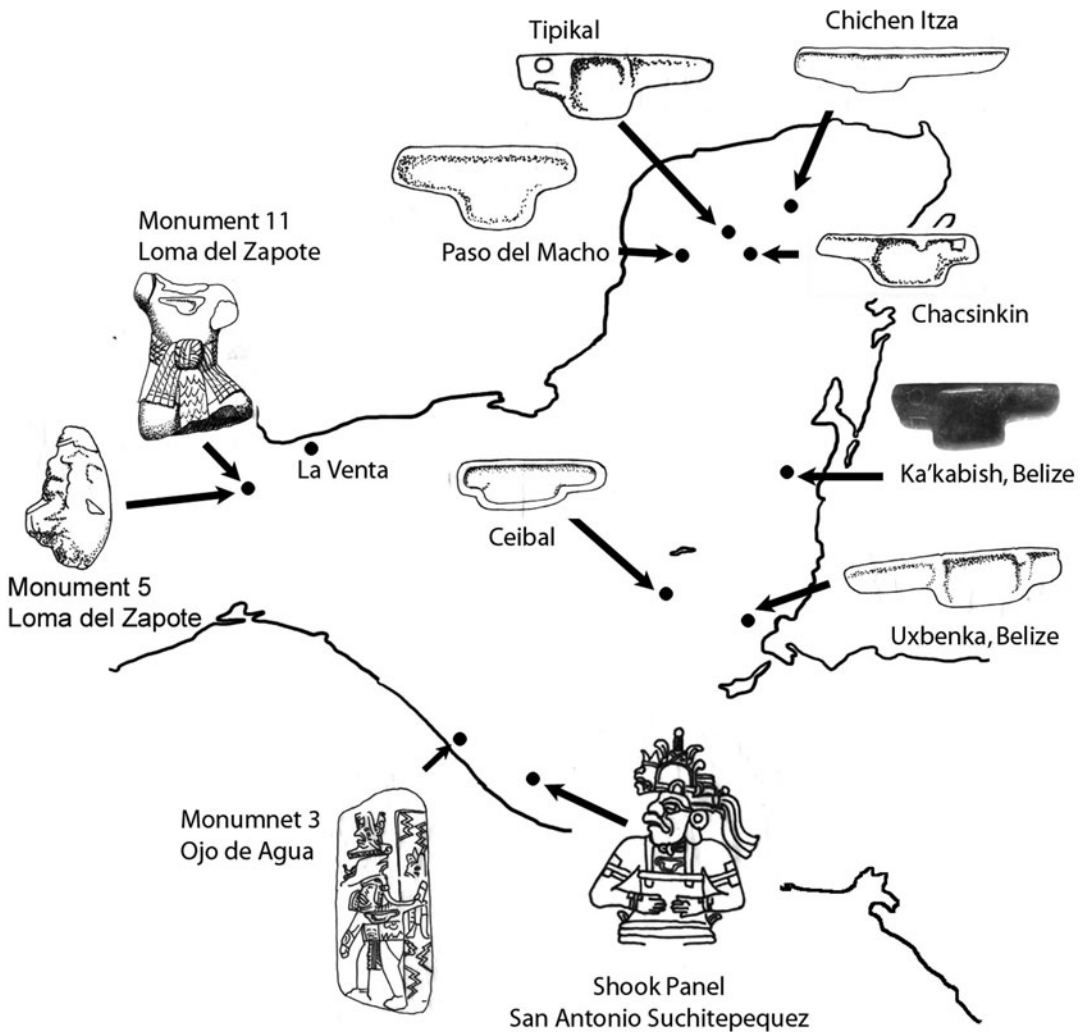 Tipikal
Chichen Itza
Monument 11
Loma del Zapote
Paso del Macho
Chacsinkin
La Venta
Ka'kabish, Belize
Ceibal
Monument 5
Loma del Zapote
Uxbenka, Belize
Monumnet 3
Ojo de Agua
Shook Panel
San Antonio Suchitepequez